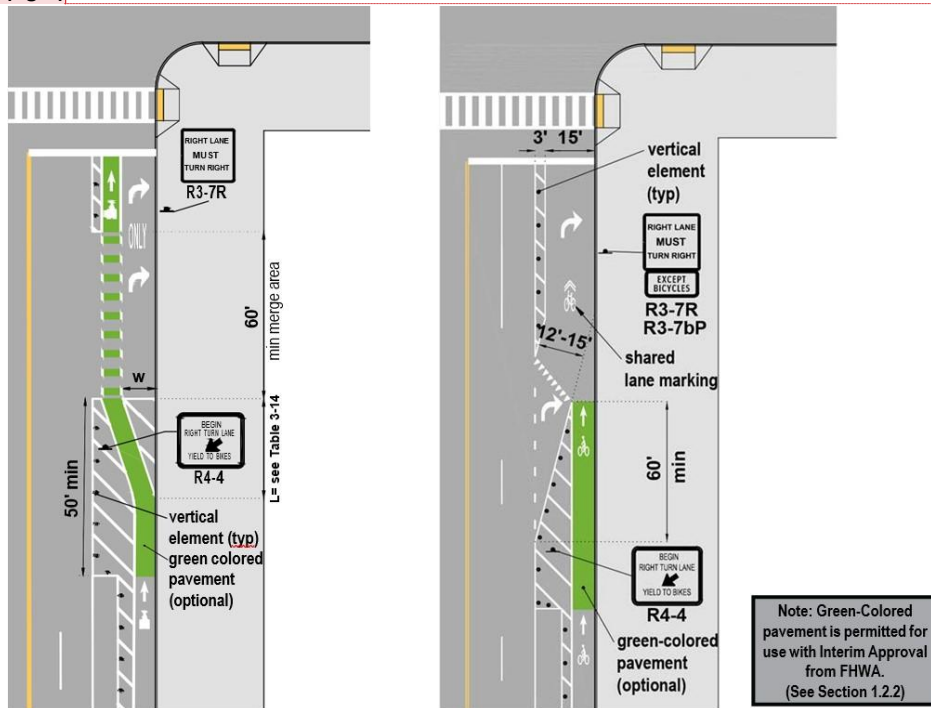 RIGHT LANE
MUST
TURN RIGHT
R3-7R
ONLY
60'
min merge area
W
L= see Table 3-14
BEGIN
RIGHT TURN LANE
YIELD TO BIKES
R4-4
50' min
vertical
element (typ)
green colored
pavement
(optional)
3' 15'
vertical
element
(typ)
RIGHT LANE
MUST
TURN RIGHT
EXCEPT
BICYCLES
R3-7R
R3-7bP
12'-15'
shared
lane marking
60'
min
BEGIN
RIGHT TURN LANE
YIELD TO BIKES
R4-4
green-colored
pavement
(optional)
Note: Green-Colored
pavement is permitted for
use with Interim Approval
from FHWA.
(See Section 1.2.2)